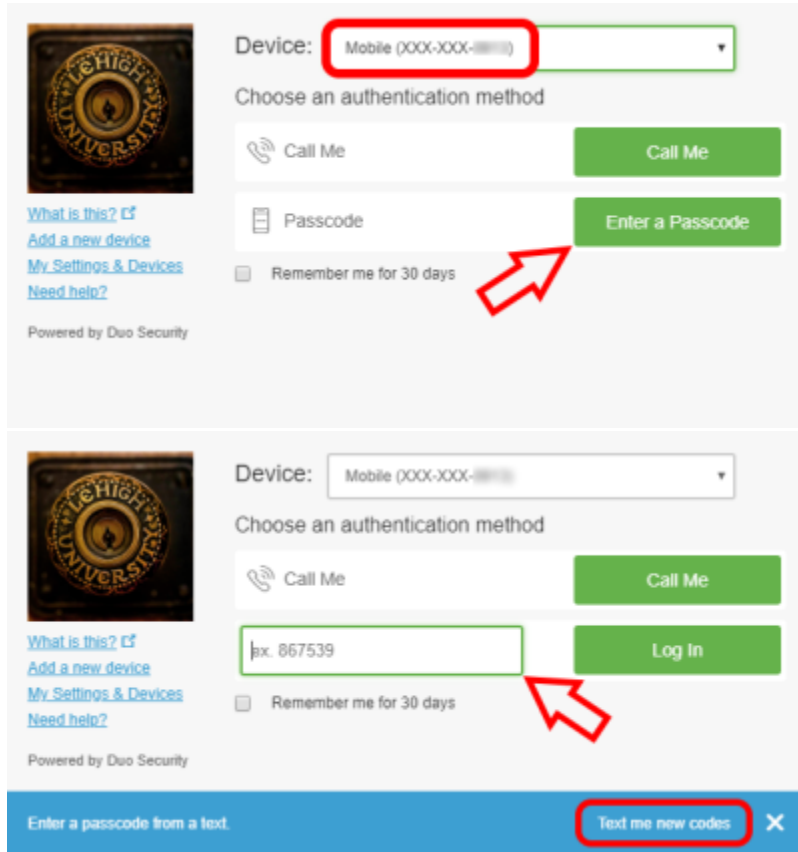 LEHIGH
UNIVERSITY
Device: Mobile (XXX-XXX-
Choose an authentication method
Call Me Call Me
Passcode Enter a Passcode
Remember me for 30 days
What is this?
Add a new device
My Settings & Devices
Need help?
Powered by Duo Security
LEHIGH
UNIVERSITY
Device: Mobile (XXX-XXX-
Choose an authentication method
Call Me Call Me
ex. 867539 Log In
Remember me for 30 days
What is this?
Add a new device
My Settings & Devices
Need help?
Powered by Duo Security
Enter a passcode from a text. Text me new codes